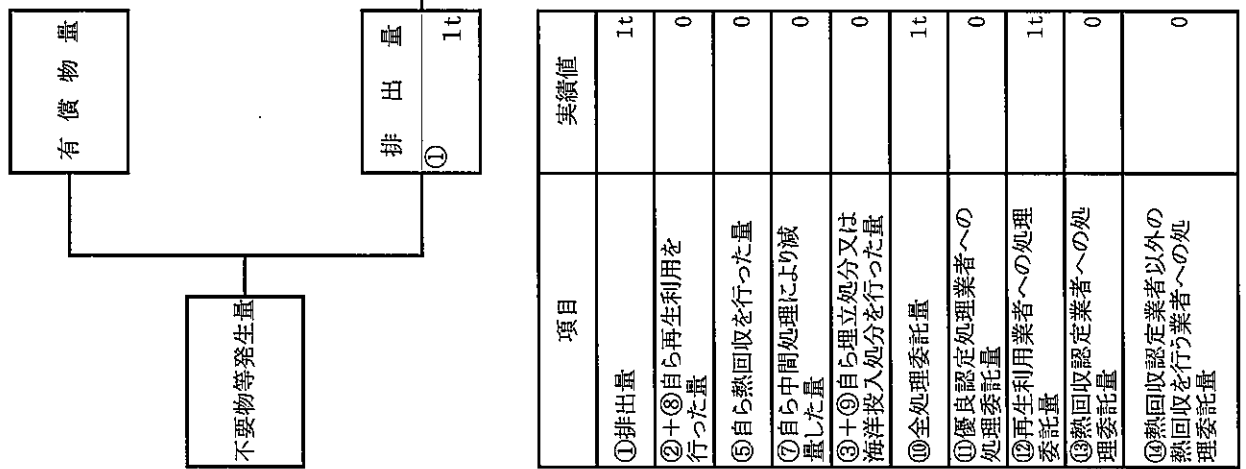 有償物量
不要物等発生量
排出量
①
1t
項目
実績値
①排出量
1t
②+⑧自ら再生利用を
行った量
0
⑤自ら熱回収を行った量
0
⑦自ら中間処理により減
量した量
0
③+⑨自ら埋立処分又は
海洋投入処分を行った量
0
⑩全処理委託量
1t
⑪優良認定処理業者への
処理委託量
0
⑫再生利用業者への処理
委託量
1t
⑬熱回収認定業者への処
理委託量
0
⑭熱回収認定業者以外の
熱回収を行う業者への処
理委託量
0